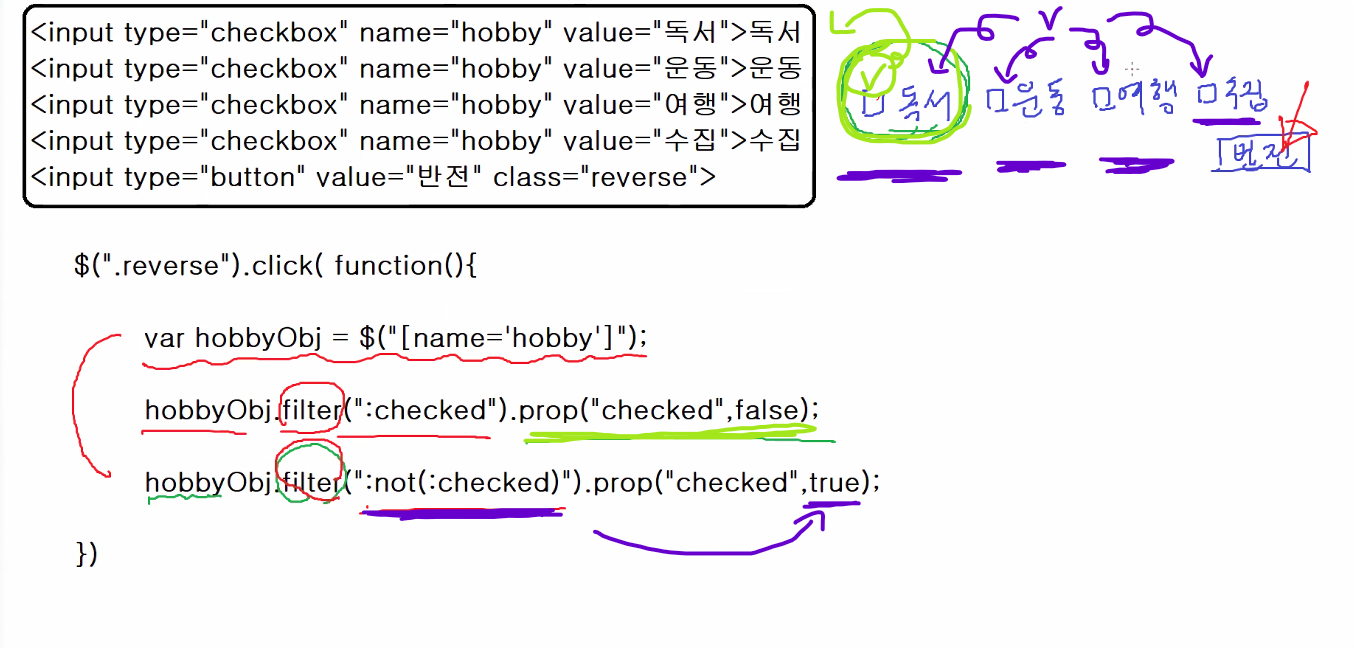 <input type="checkbox" name="hobby" value="독서">독서
<input type="checkbox" name="hobby" value="운동">운동
<input type="checkbox" name="hobby" value="여행">여행
<input type="checkbox" name="hobby" value="수집">수집
<input type="button" value="반전" class="reverse">
독서 운동 여행 수집
반전
$(".reverse").click( function(){
var hobbyObj = $("[name='hobby']");
hobbyObj.filter(":checked").prop("checked",false);
hobbyObj.filter(":not(:checked)").prop("checked",true);
})